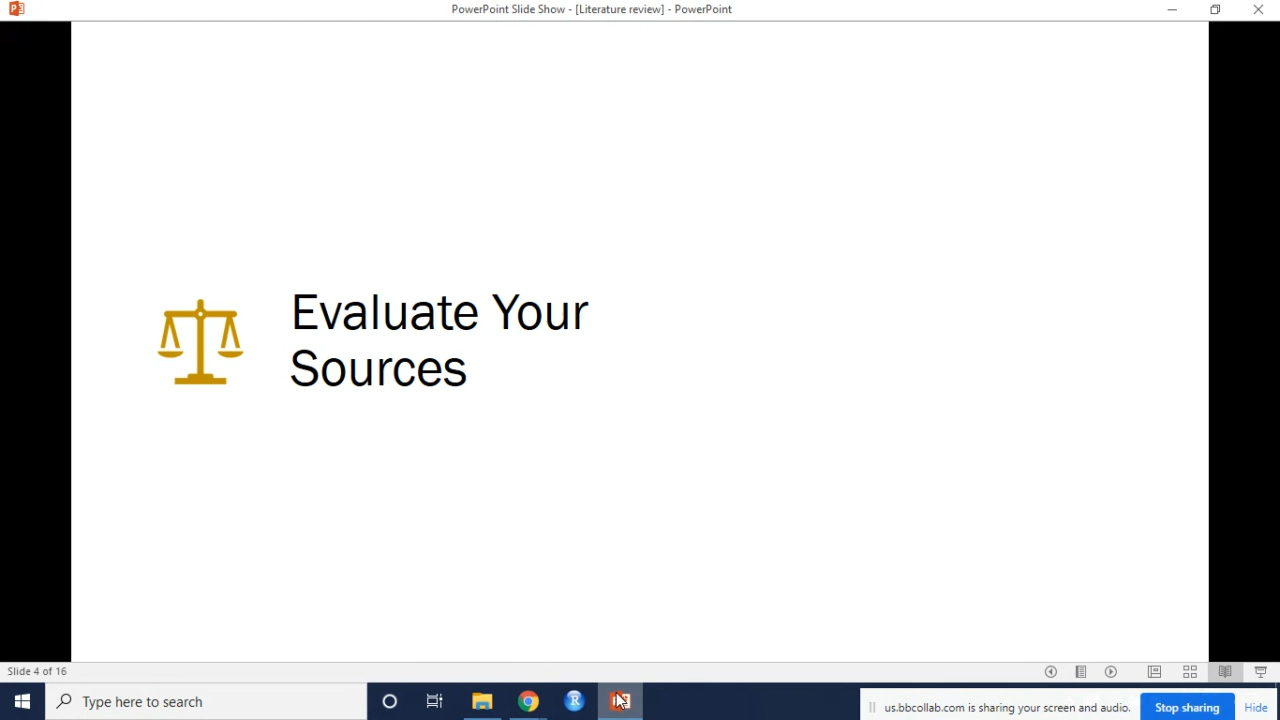 PowerPoint Slide Show - [Literature review] - PowerPoint
Evaluate Your
Sources
Slide 4 of 16
Type here to search
us.bbcollab.com is sharing your screen and audio.
Stop sharing
Hide